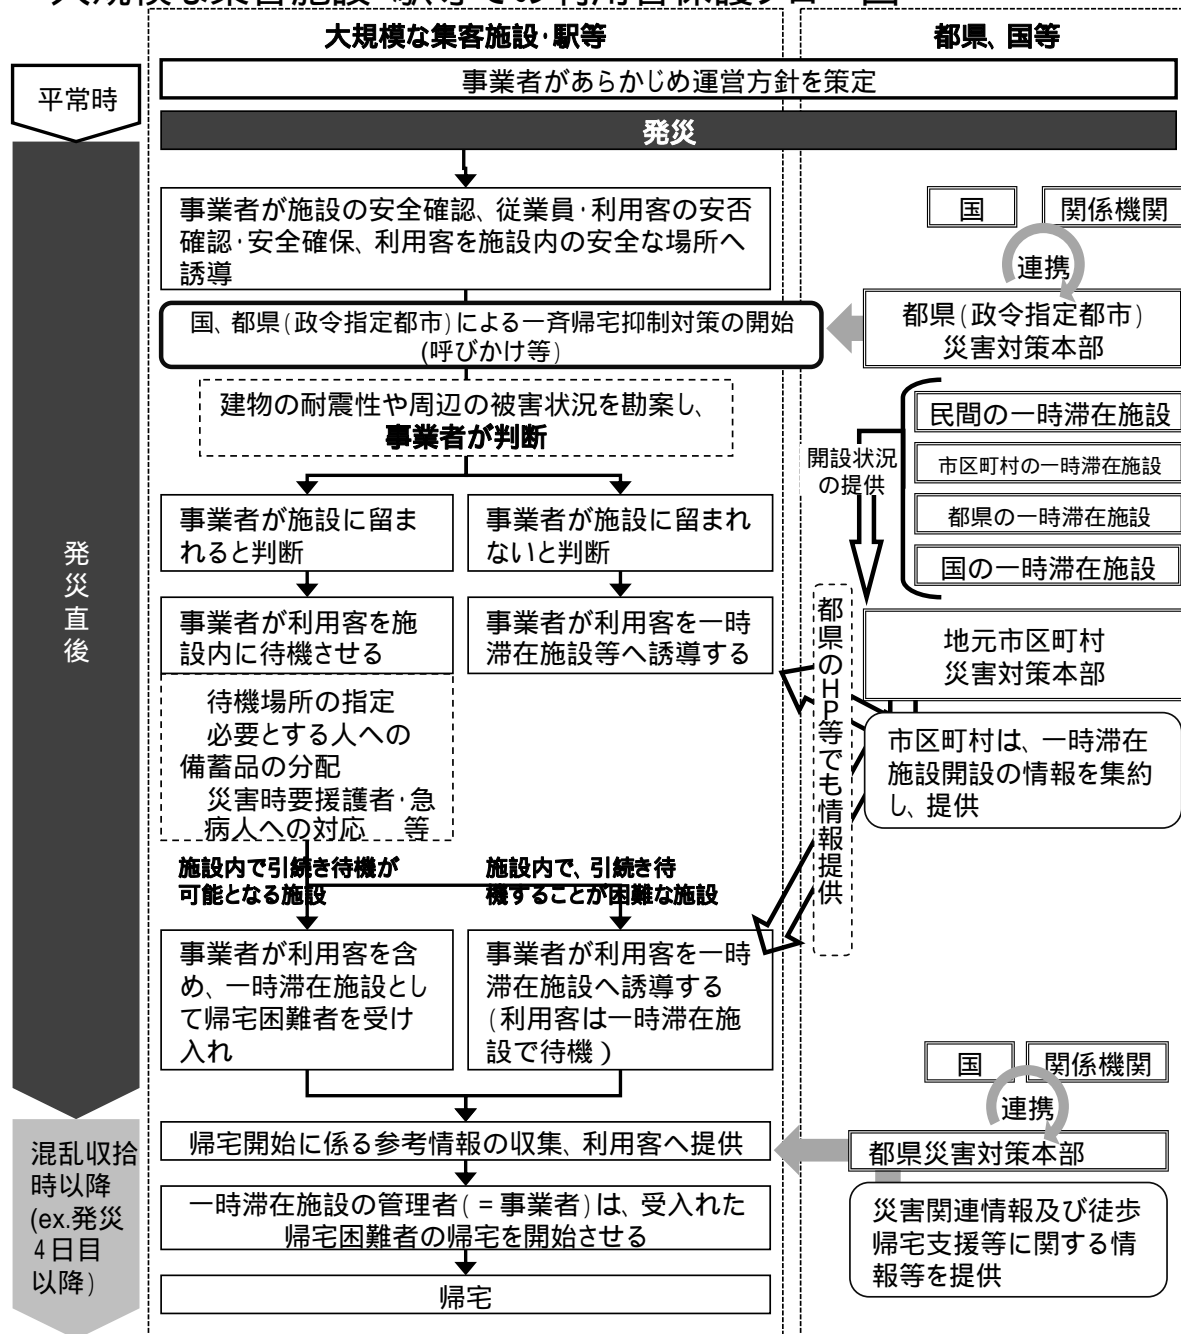 大規模な集客施設・駅等での利用者保護フロー図
大規模な集客施設・駅等
都県、国等
平常時
事業者があらかじめ運営方針を策定
発災
発災直後
事業者が施設の安全確認、従業員・利用客の安否
確認・安全確保、利用客を施設内の安全な場所へ
誘導
国
関係機関
連携
都県（政令指定都市）
災害対策本部
国、都県（政令指定都市）による一斉帰宅抑制対策の開始
(呼びかけ等）
建物の耐震性や周辺の被害状況を勘案し、
事業者が判断
開設状況
の提供
民間の一時滞在施設
市区町村の一時滞在施設
都県の一時滞在施設
国の一時滞在施設
事業者が施設に留ま
れると判断
事業者が施設に留まれ
ないと判断
事業者が利用客を施
設内に待機させる
事業者が利用客を一時
滞在施設等へ誘導する
都県のＨＰ等でも情報提供
地元市区町村
災害対策本部
市区町村は、一時滞在
施設開設の情報を集約
し、提供
待機場所の指定
必要とする人への
備蓄品の分配
災害時要援護者・急
病人への対応　等
施設内で引続き待機が
可能となる施設
施設内で、引続き待
機することが困難な施設
事業者が利用客を含
め、一時滞在施設とし
て帰宅困難者を受け
入れ
事業者が利用客を一時
滞在施設へ誘導する
（利用客は一時滞在施
設で待機）
国
関係機関
連携
都県災害対策本部
災害関連情報及び徒歩
帰宅支援等に関する情
報等を提供
混乱収拾
時以降
(ex.発災
4日目
以降）
帰宅開始に係る参考情報の収集、利用客へ提供
一時滞在施設の管理者（＝事業者）は、受入れた
帰宅困難者の帰宅を開始させる
帰宅